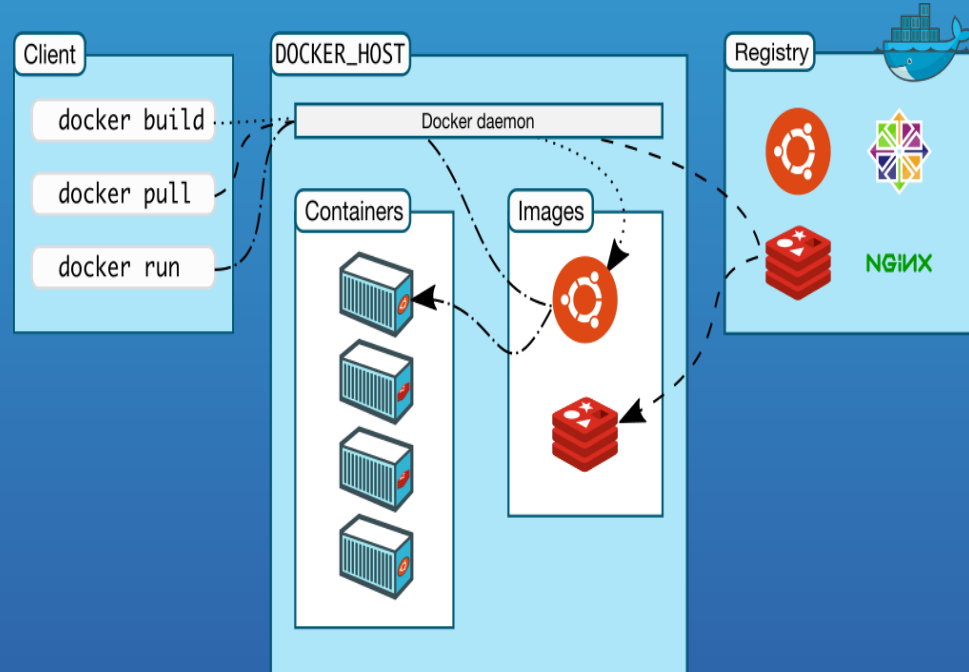 Client
docker build
docker pull
docker run
DOCKER_HOST
Docker daemon
Containers
Images
Registry
NGiNX